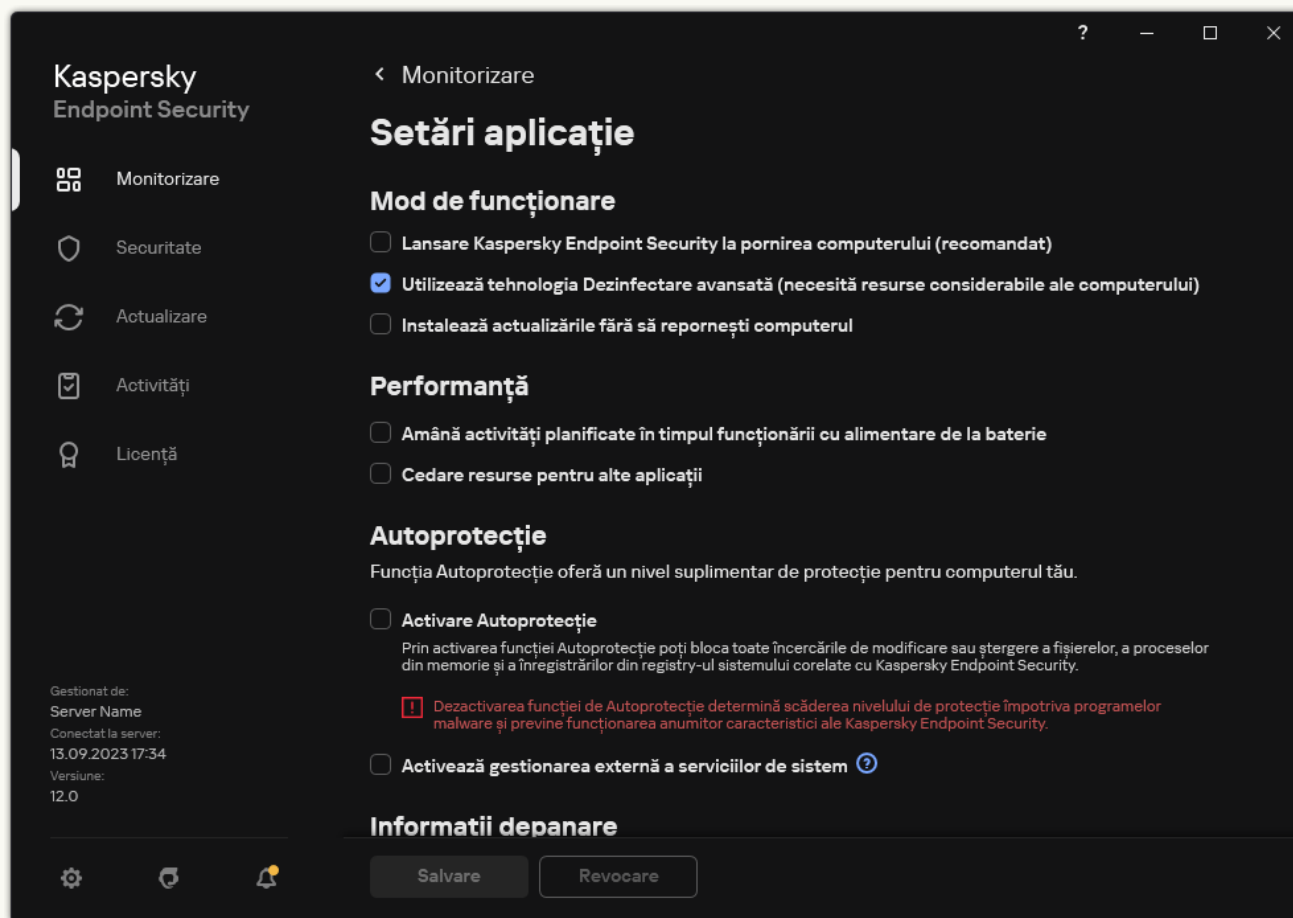 ?
Kaspersky
Endpoint Security
Monitorizare
Securitate
Actualizare
Activități
Licență
Gestionat de:
Server Name
Conectat la server:
13.09.2023 17:34
Versiune:
12.0
Monitorizare
Setări aplicație
Mod de funcționare
Lansare Kaspersky Endpoint Security la pornirea computerului (recomandat)
Utilizează tehnologia Dezinfectare avansată (necesită resurse considerabile ale computerului)
Instalează actualizările fără să repornești computerul
Performanță
Amână activități planificate în timpul funcționării cu alimentare de la baterie
Cedare resurse pentru alte aplicații
Autoprotecție
Funcția Autoprotecție oferă un nivel suplimentar de protecție pentru computerul tău.
Activare Autoprotecție
Prin activarea funcției Autoprotecție poți bloca toate încercările de modificare sau ștergere a fișierelor, a proceselor
din memorie și a înregistrărilor din registry-ul sistemului corelate cu Kaspersky Endpoint Security.
Dezactivarea funcției de Autoprotecție determină scăderea nivelului de protecție împotriva programelor
malware și previne funcționarea anumitor caracteristici ale Kaspersky Endpoint Security.
Activează gestionarea externă a serviciilor de sistem ?
Informații depanare
Salvare
Revocare